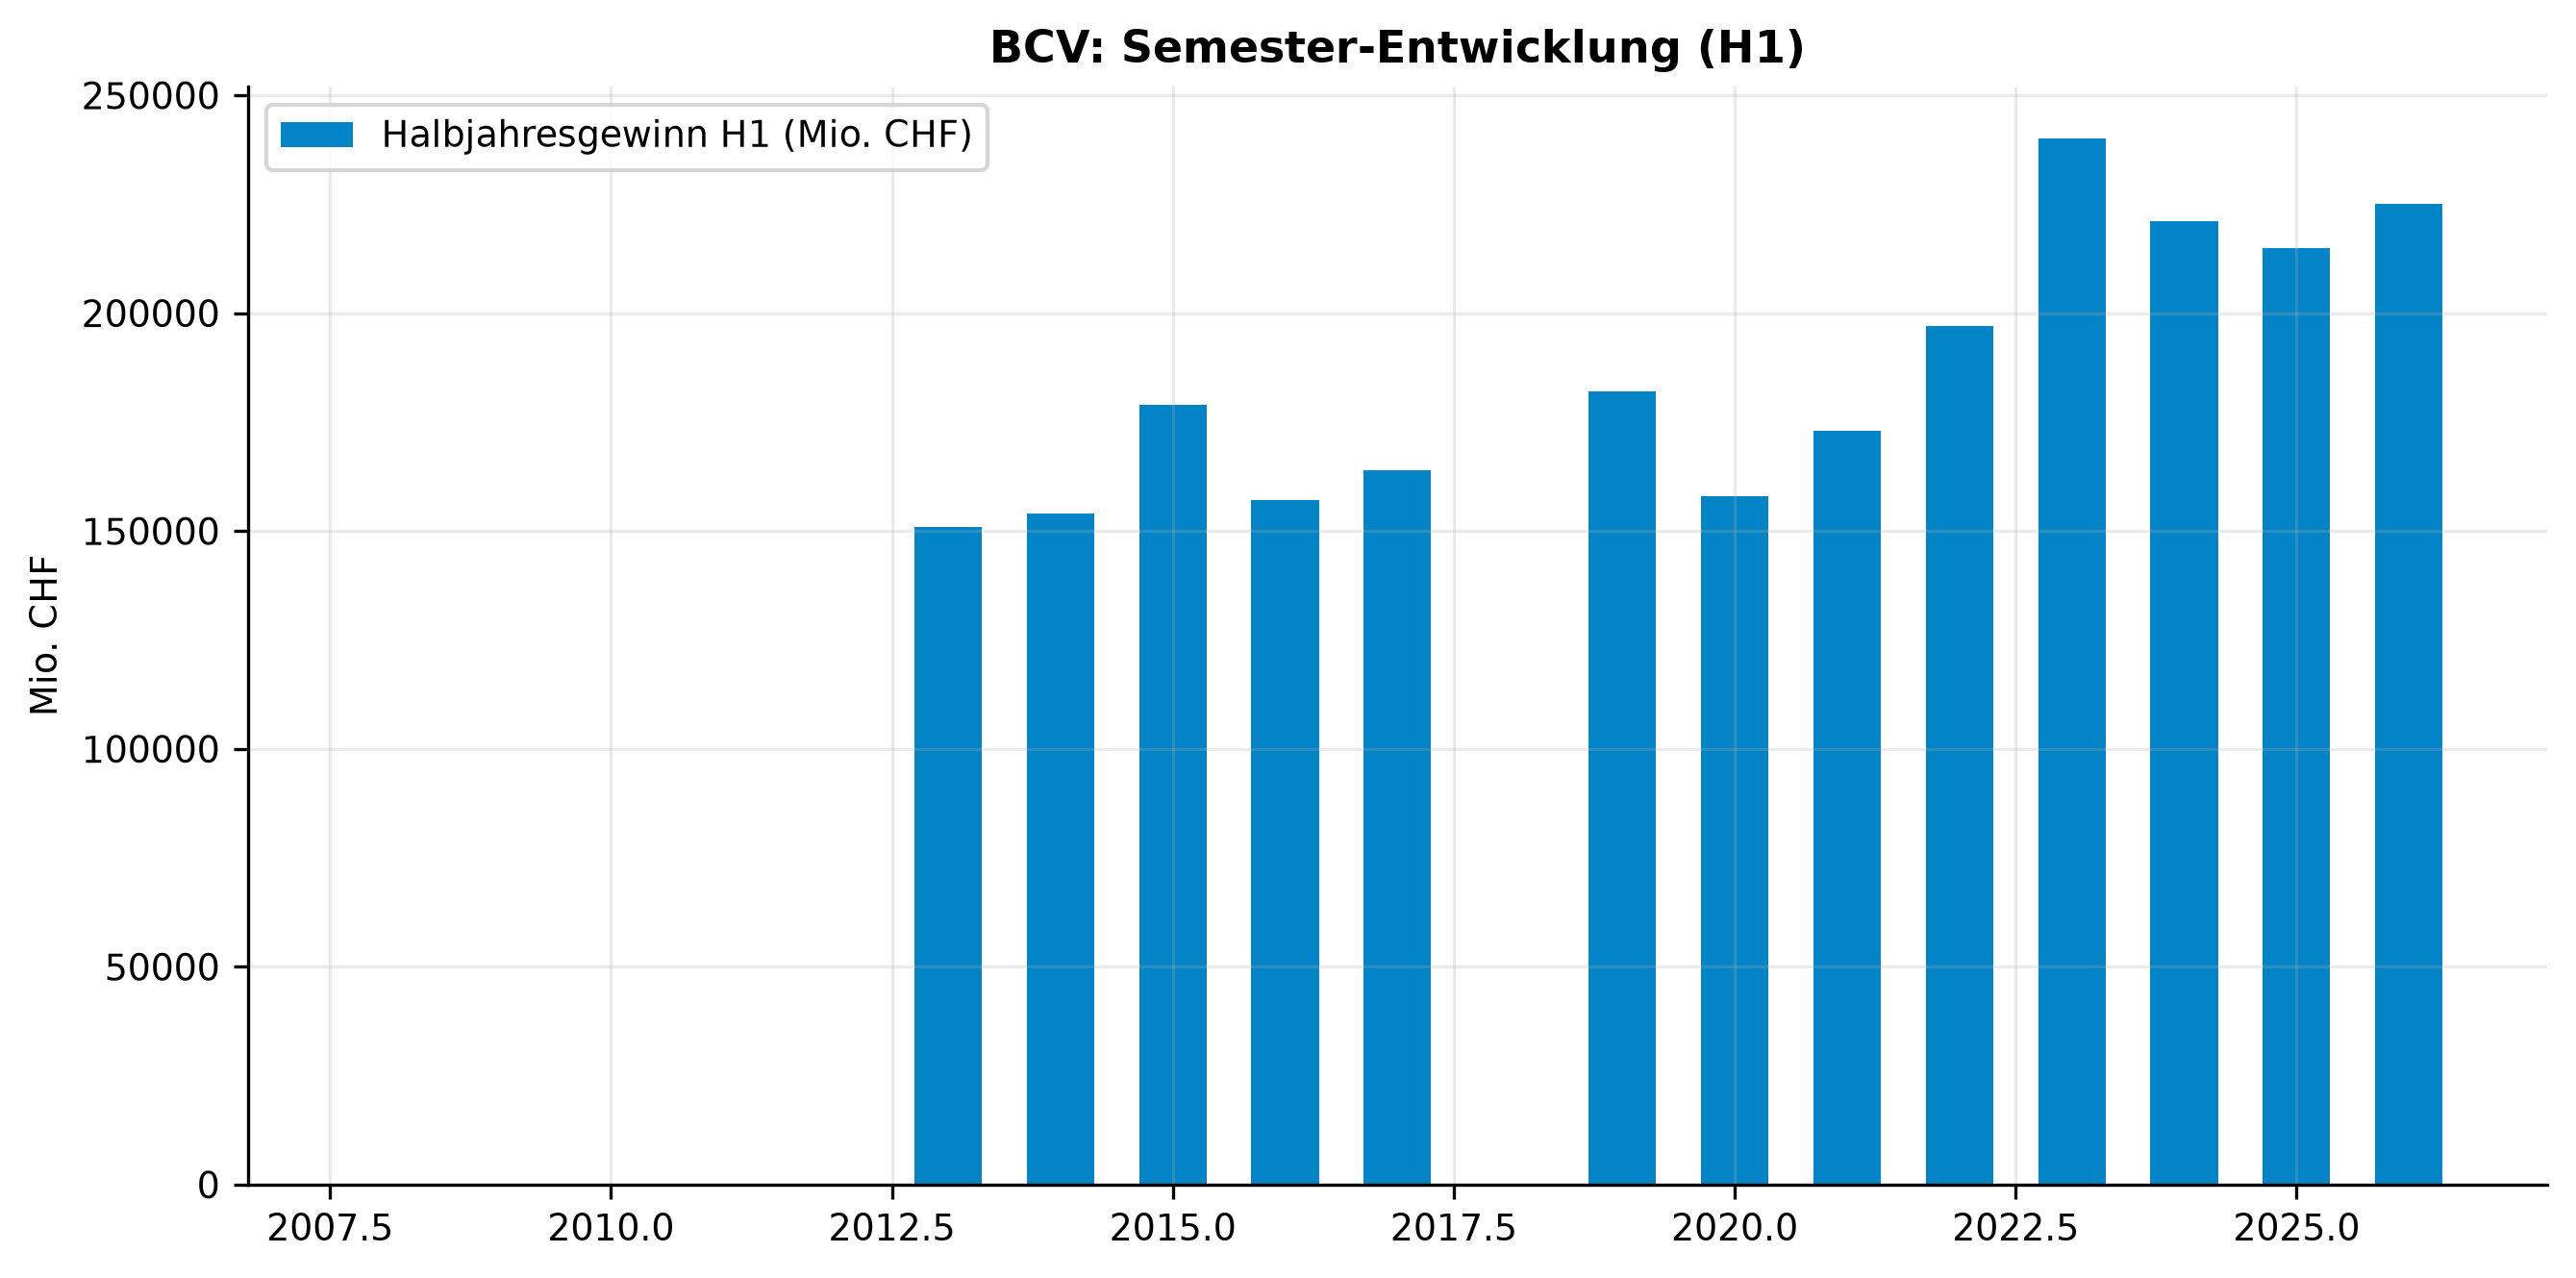 BCV: Semester-Entwicklung (H1)
Halbjahresgewinn H1 (Mio. CHF)
Mio. CHF
250000
200000
150000
100000
50000
0
2007.5 2010.0 2012.5 2015.0 2017.5 2020.0 2022.5 2025.0